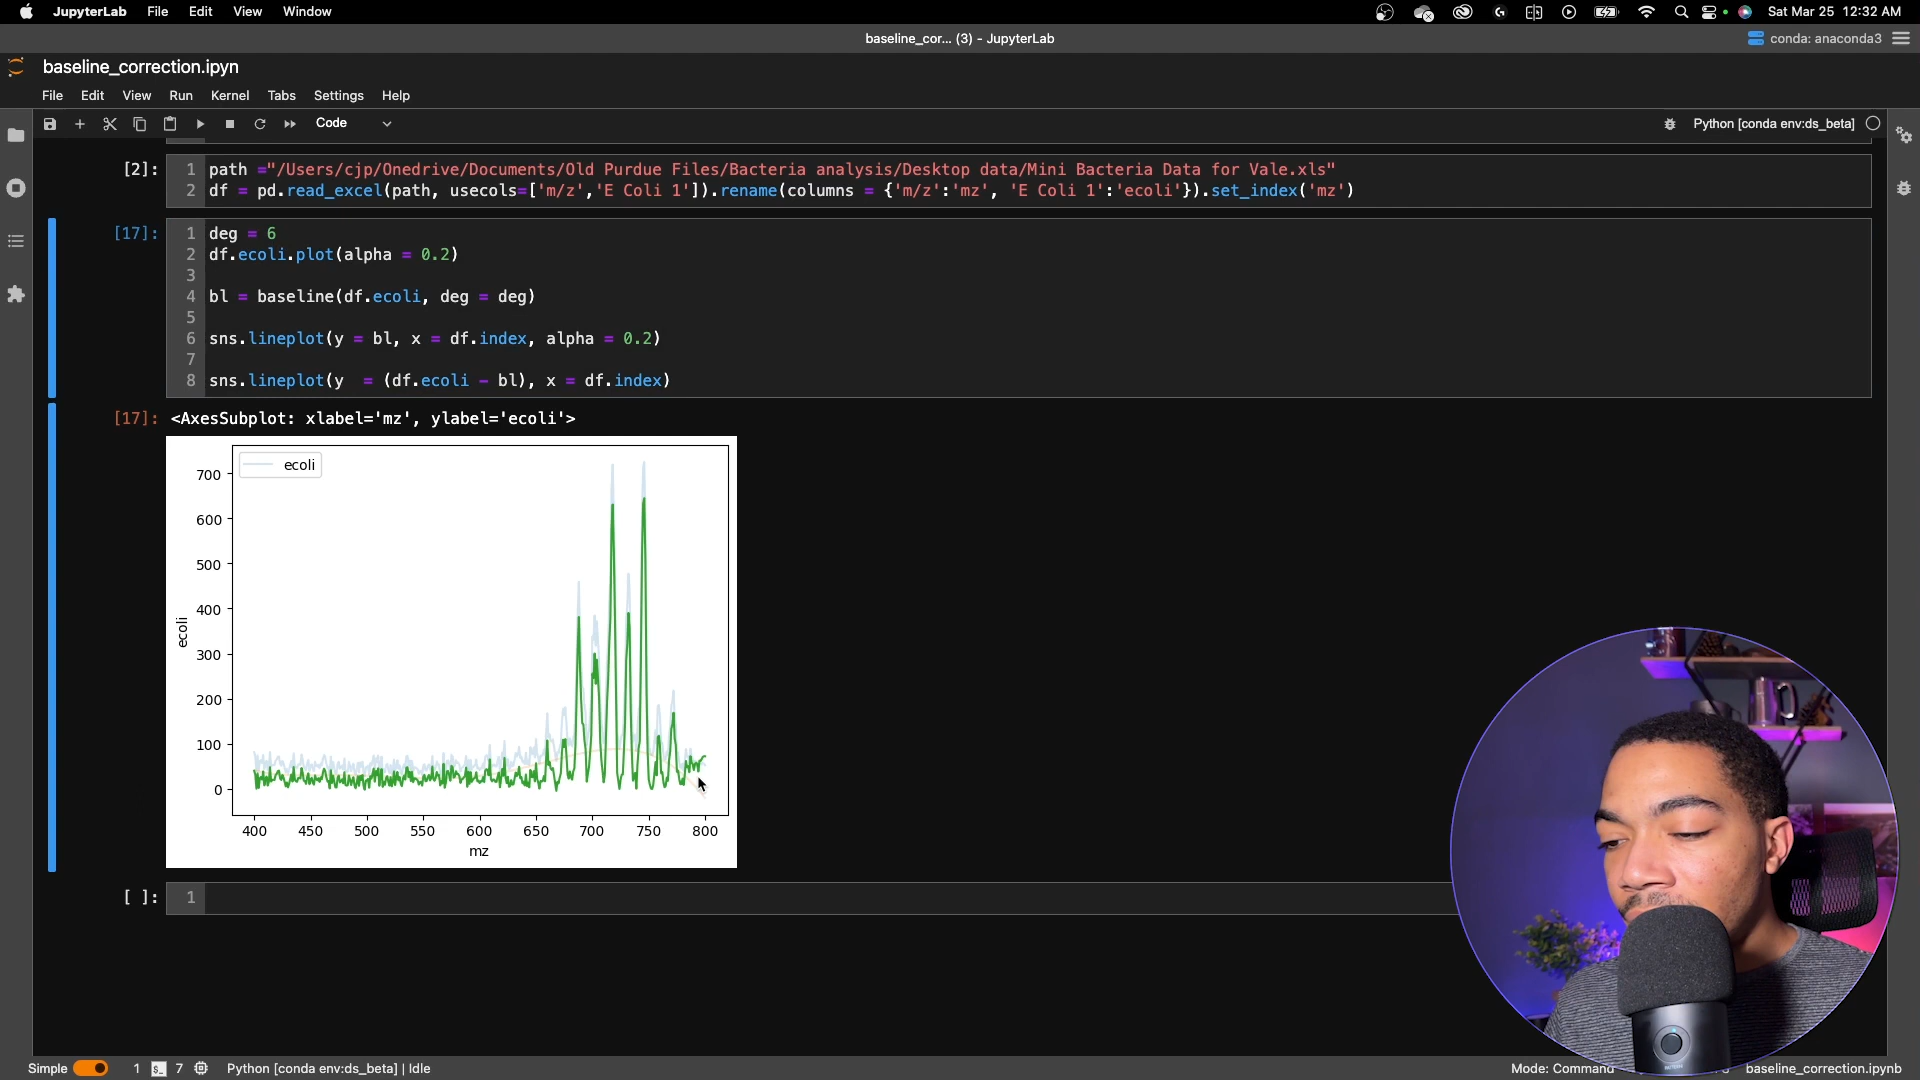 JupyterLab File Edit View Window Sat Mar 25 12:32 AM
baseline_cor... (3) - JupyterLab conda: anaconda3
baseline_correction.ipyn
File Edit View Run Kernel Tabs Settings Help
Code Python [conda env:ds_beta]
[2]: 1 path ="/Users/cjp/Onedrive/Documents/Old Purdue Files/Bacteria analysis/Desktop data/Mini Bacteria Data for Vale.xls"
2 df = pd.read_excel(path, usecols=['m/z','E Coli 1']).rename(columns = {'m/z':'mz', 'E Coli 1':'ecoli'}).set_index('mz')
[17]: 1 deg = 6
2 df.ecoli.plot(alpha = 0.2)
3
4 bl = baseline(df.ecoli, deg = deg)
5
6 sns.lineplot(y = bl, x = df.index, alpha = 0.2)
7
8 sns.lineplot(y  = (df.ecoli - bl), x = df.index)
[17]: <AxesSubplot: xlabel='mz', ylabel='ecoli'>
ecoli
700
600
500
400
300
200
100
0
ecoli
400 450 500 550 600 650 700 750 800
mz
[ ]: 1
Simple 1 $_ 7 Python [conda env:ds_beta] | Idle Mode: Command baseline_correction.ipynb